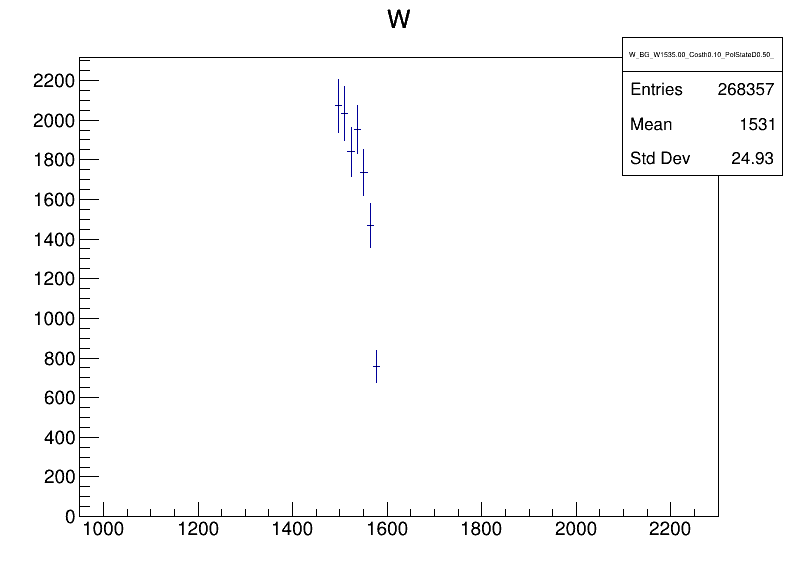 W
W_BG_W1535.00_Costh0.10_PolStateD0.50_
Entries 268357
Mean 1531
Std Dev 24.93
2200
2000
1800
1600
1400
1200
1000
800
600
400
200
0
1000 1200 1400 1600 1800 2000 2200